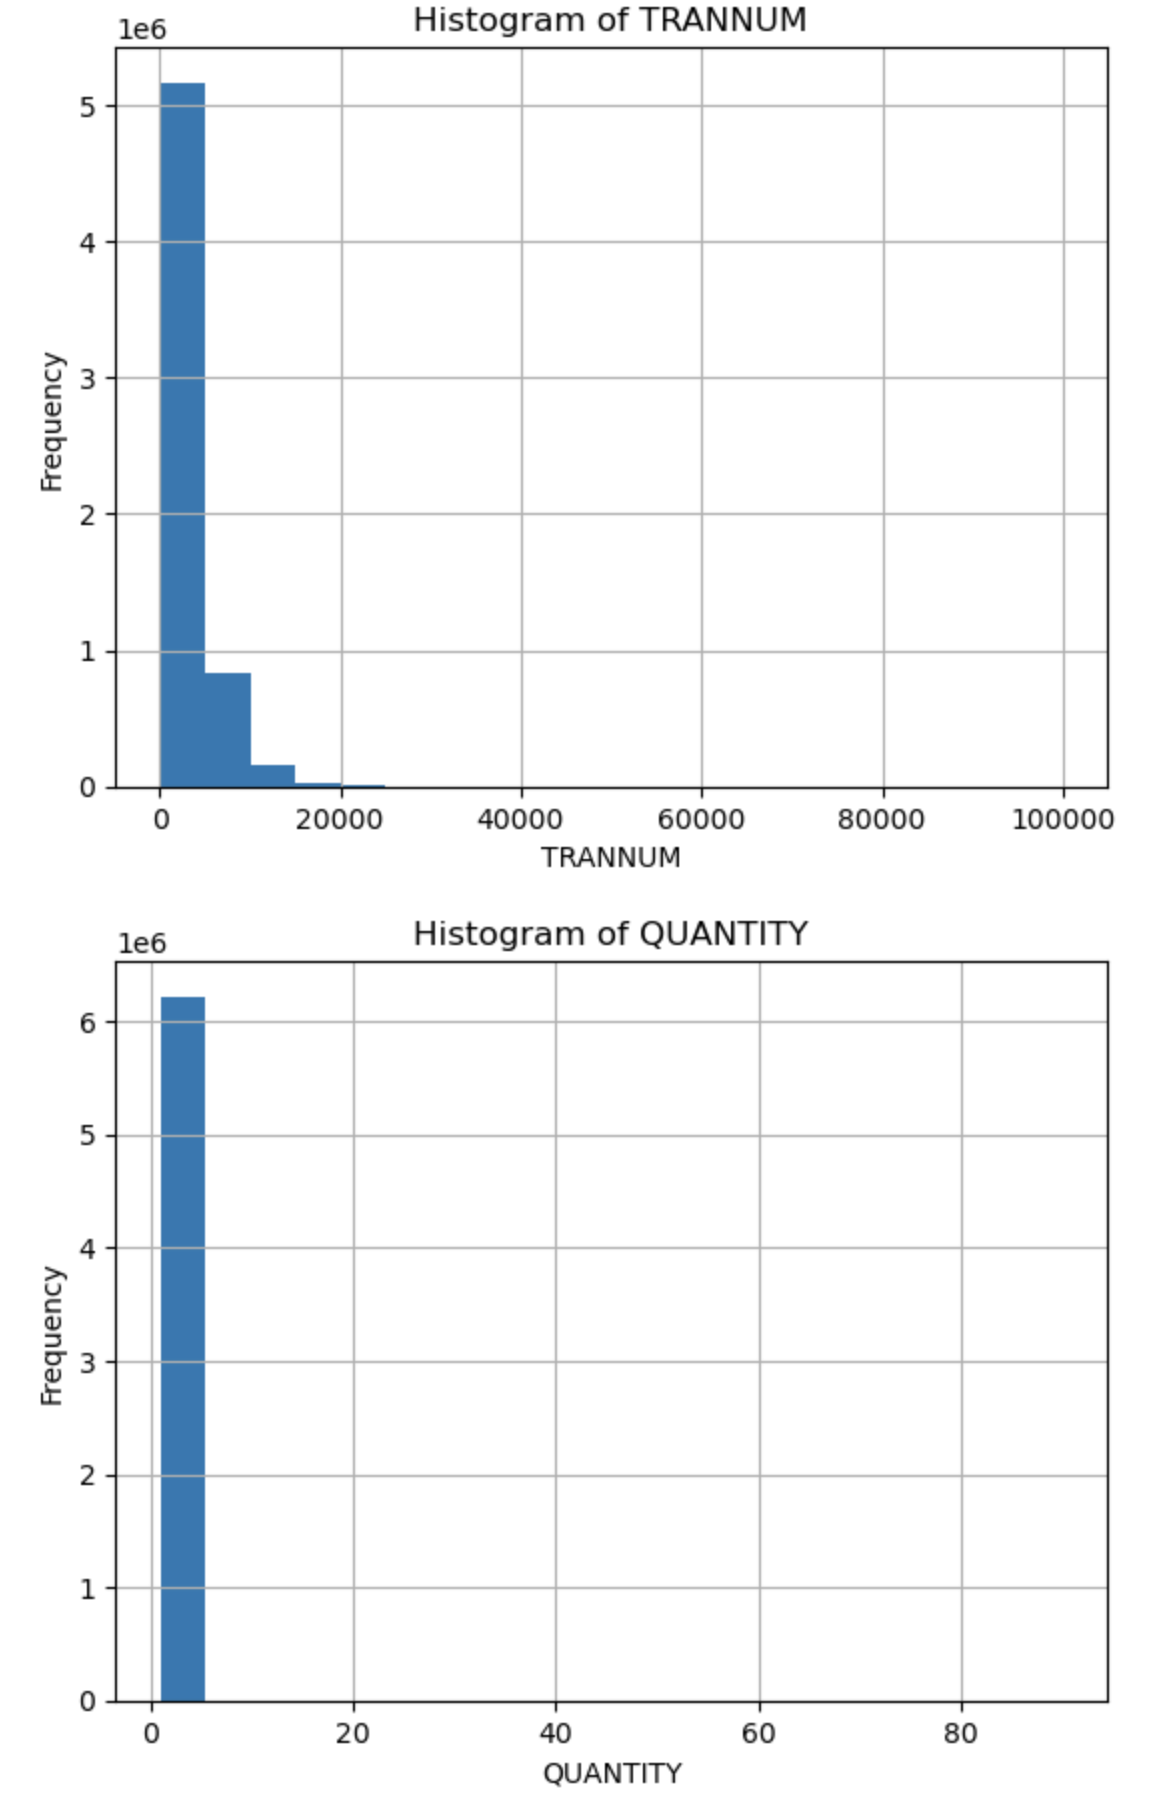 Histogram of TRANNUM
1e6
5
4
3
2
1
0
Frequency
0 20000 40000 60000 80000 100000
TRANNUM
Histogram of QUANTITY
1e6
6
5
4
3
2
1
0
Frequency
0 20 40 60 80
QUANTITY